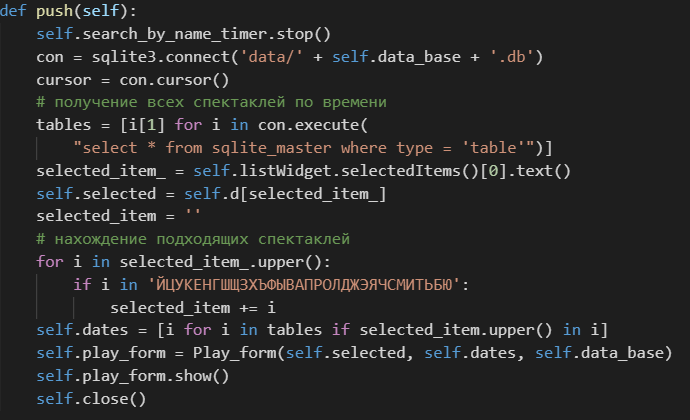 def push(self):
    self.search_by_name_timer.stop()
    con = sqlite3.connect('data/' + self.data_base + '.db')
    cursor = con.cursor()
    # получение всех спектаклей по времени
    tables = [i[1] for i in con.execute(
        "select * from sqlite_master where type = 'table'")]
    selected_item_ = self.listWidget.selectedItems()[0].text()
    self.selected = self.d[selected_item_]
    selected_item = ''
    # нахождение подходящих спектаклей
    for i in selected_item_.upper():
        if i in 'ЙЦУКЕНГШЩЗХЪФЫВАПРОЛДЖЭЯЧСМИТЬБЮ':
            selected_item += i
    self.dates = [i for i in tables if selected_item.upper() in i]
    self.play_form = Play_form(self.selected, self.dates, self.data_base)
    self.play_form.show()
    self.close()